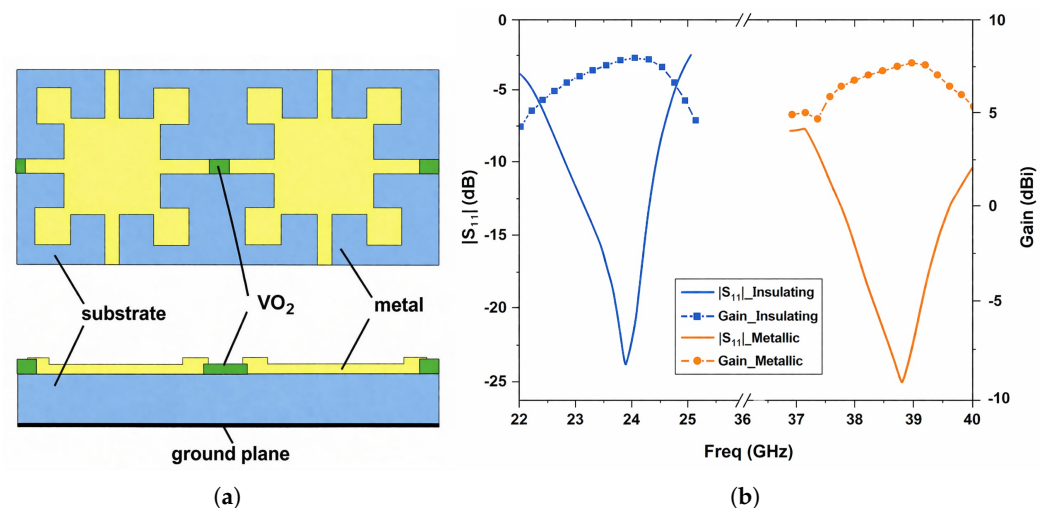 substrate
VO2
metal
ground plane
(a)
0
-5
-10
-15
-20
-25
|S11| (dB)
10
5
0
-5
-10
Gain (dBi)
|S11|_Insulating
Gain_Insulating
|S11|_Metallic
Gain_Metallic
22 23 24 25 36 37 38 39 40
Freq (GHz)
(b)